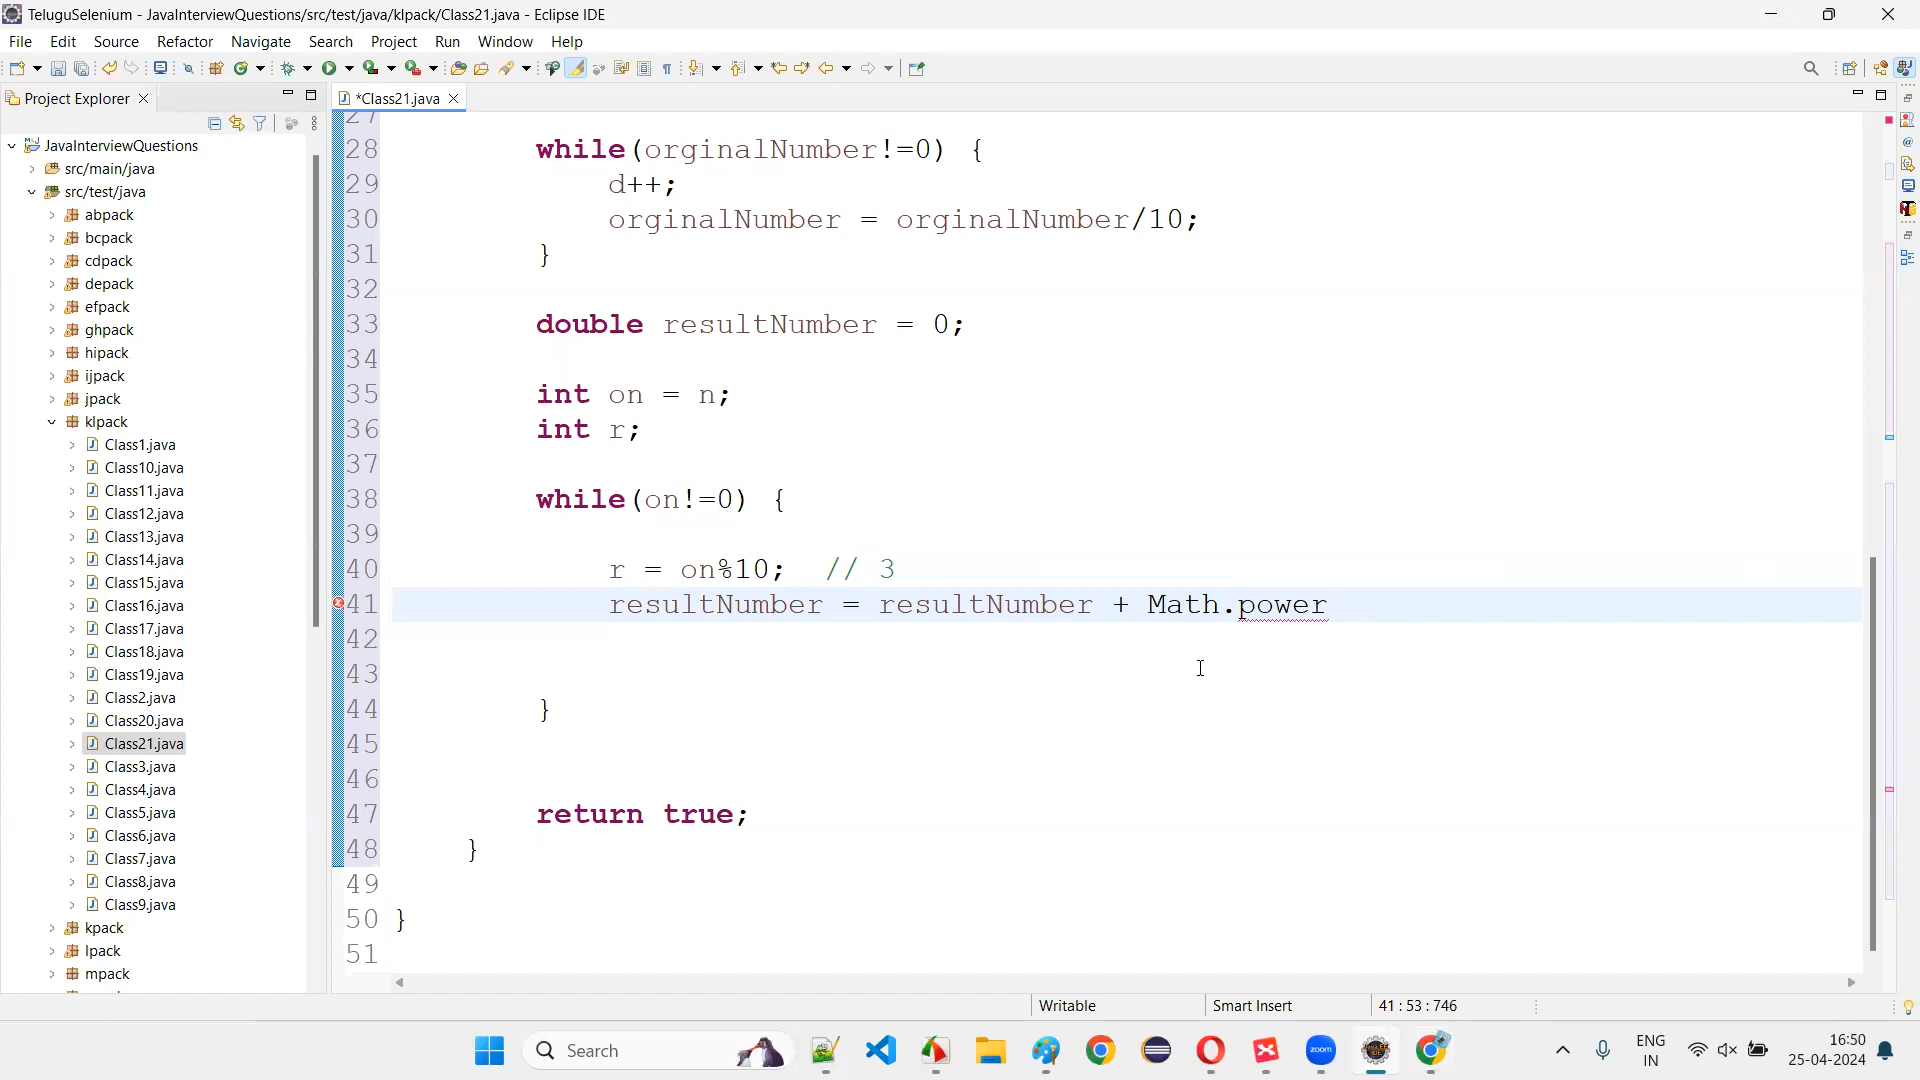 TeluguSelenium - JavaInterviewQuestions/src/test/java/klpack/Class21.java - Eclipse IDE
File Edit Source Refactor Navigate Search Project Run Window Help
Project Explorer
*Class21.java
JavaInterviewQuestions
src/main/java
src/test/java
abpack
bcpack
cdpack
depack
efpack
ghpack
hipack
ijpack
jpack
klpack
Class1.java
Class10.java
Class11.java
Class12.java
Class13.java
Class14.java
Class15.java
Class16.java
Class17.java
Class18.java
Class19.java
Class2.java
Class20.java
Class21.java
Class3.java
Class4.java
Class5.java
Class6.java
Class7.java
Class8.java
Class9.java
kpack
lpack
mpack
27
28 while(orginalNumber!=0) {
29 d++;
30 orginalNumber = orginalNumber/10;
31 }
32
33 double resultNumber = 0;
34
35 int on = n;
36 int r;
37
38 while(on!=0) {
39
40 r = on%10; // 3
41 resultNumber = resultNumber + Math.power
42
43
44 }
45
46
47 return true;
48 }
49
50 }
51
Writable Smart Insert 41 : 53 : 746
Search
zoom
ENG
IN
16:50
25-04-2024